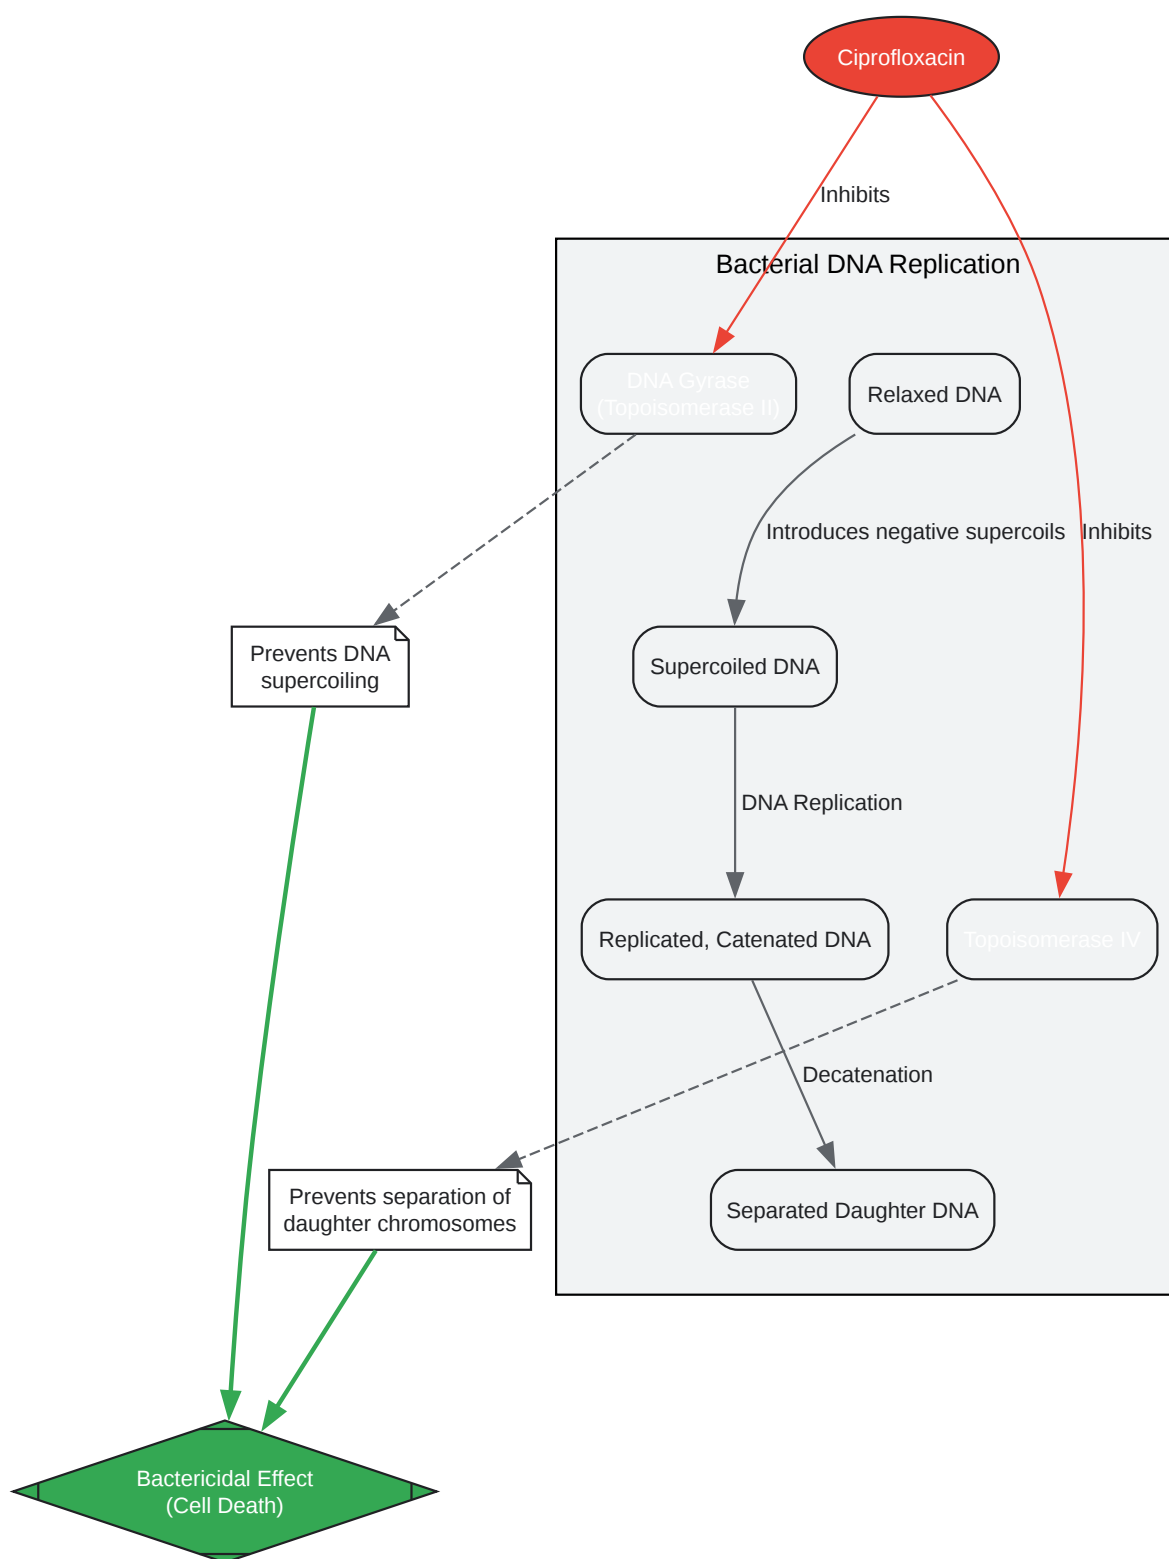 Ciprofloxacin
Inhibits
Bacterial DNA Replication
DNA Gyrase
(Topoisomerase II)
Relaxed DNA
Introduces negative supercoils
Inhibits
Prevents DNA
supercoiling
Supercoiled DNA
DNA Replication
Replicated, Catenated DNA
Topoisomerase IV
Decatenation
Prevents separation of
daughter chromosomes
Separated Daughter DNA
Bactericidal Effect
(Cell Death)